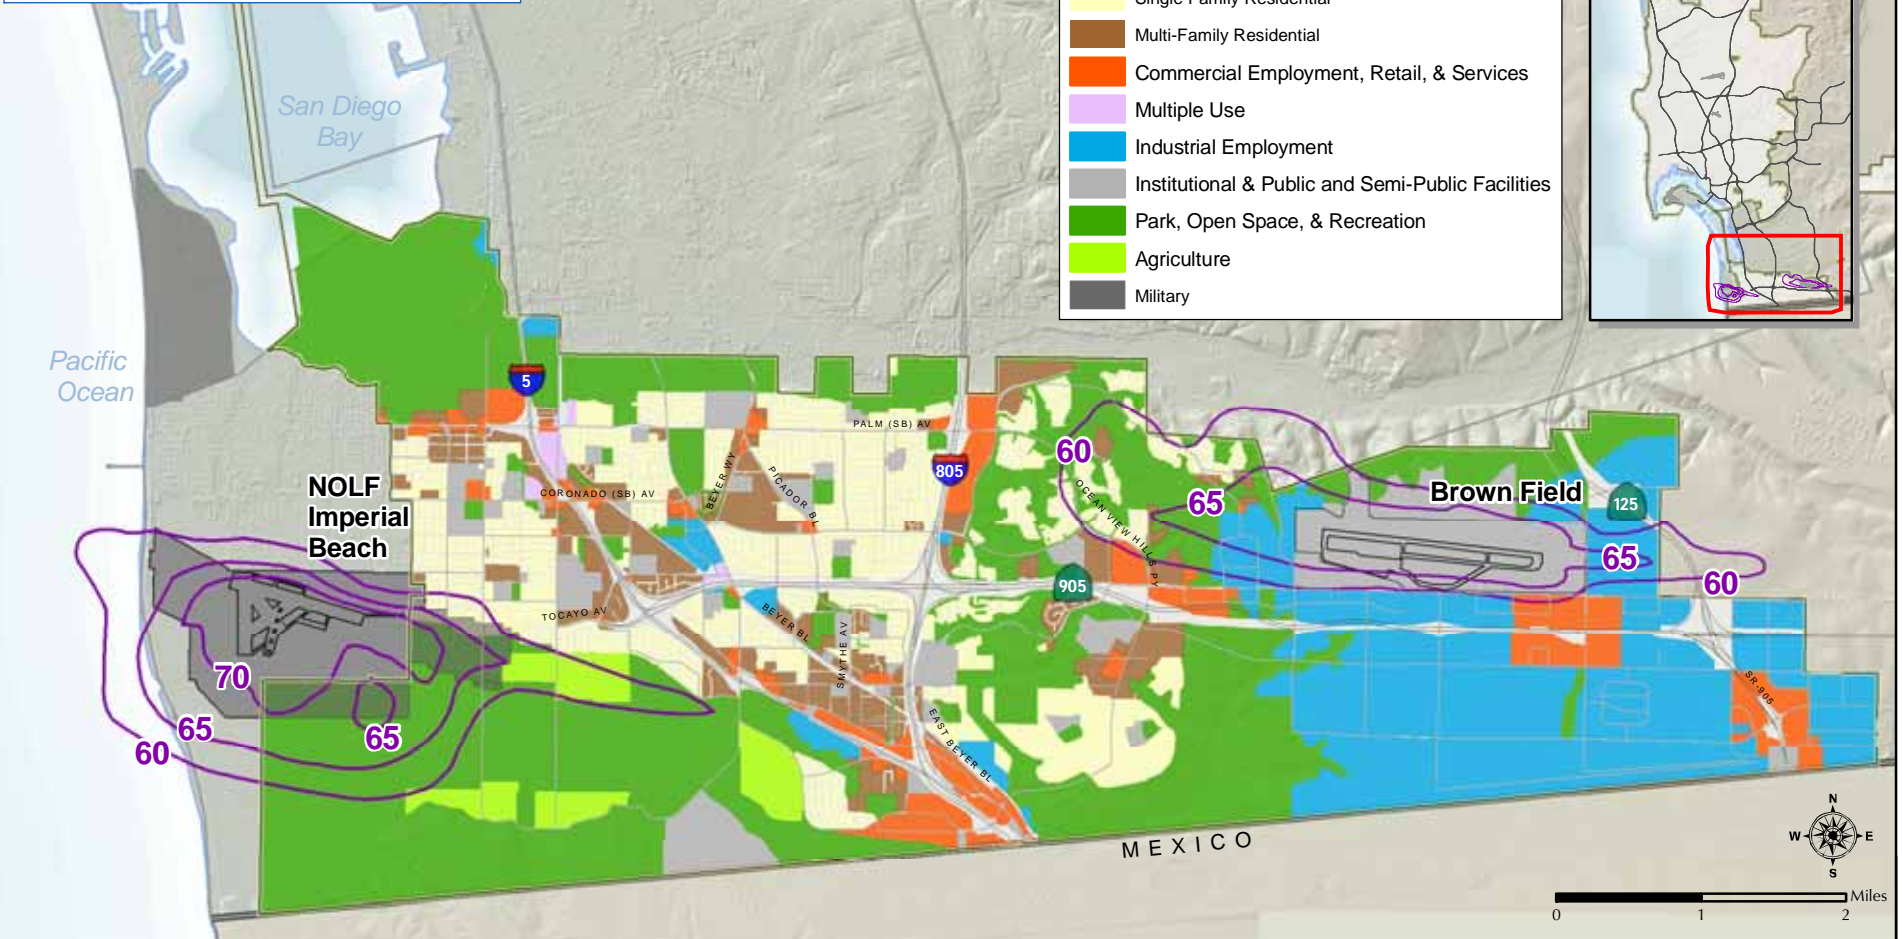 Single Family Residential
Multi-Family Residential
Commercial Employment, Retail, & Services
Multiple Use
Industrial Employment
Institutional & Public and Semi-Public Facilities
Park, Open Space, & Recreation
Agriculture
Military
San Diego
Bay
Pacific
Ocean
5
PALM (SB) AV
805
BEYER WY
PICADOR BL
CORONADO (SB) AV
60
OCEAN VIEW HILLS PY
65
Brown Field
125
NOLF
Imperial
Beach
65
60
905
TOCAYO AV
BEYER BL
SMYTHE AV
70
65
65
60
EAST BEYER BL
SR-905
MEXICO
N
W
E
S
Miles
0
1
2